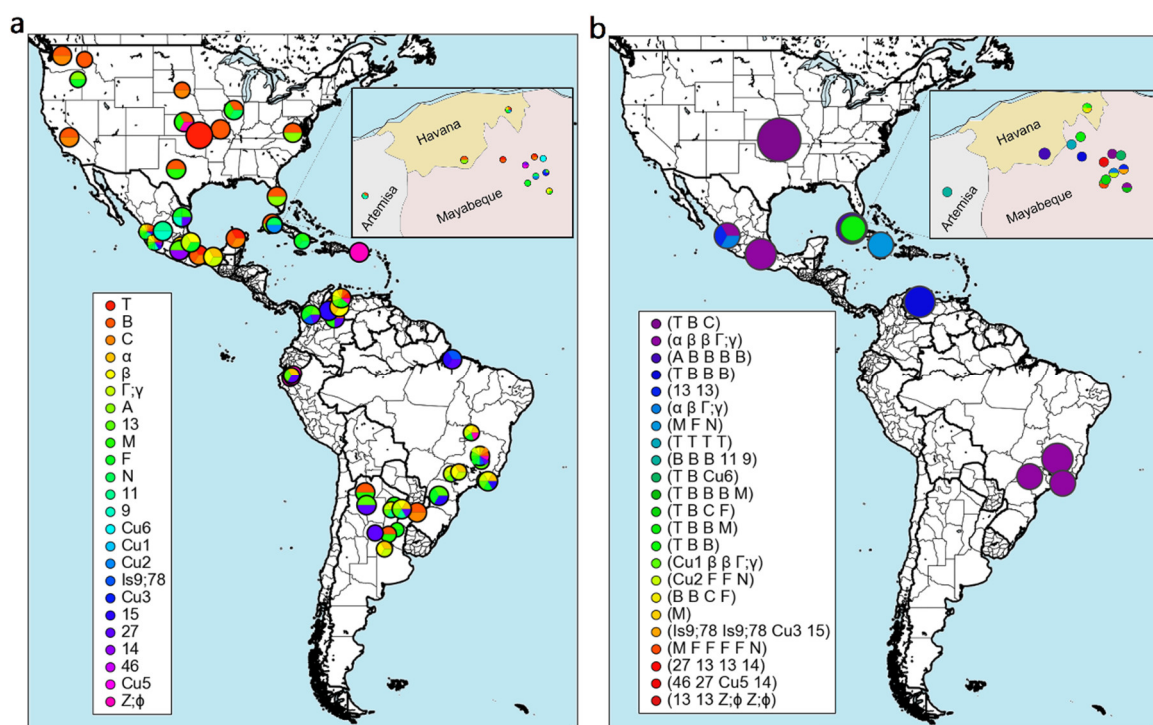 a
Havana
Artemisa
Mayabeque
T
B
C
α
β
Γ;γ
A
13
M
F
N
11
9
Cu6
Cu1
Cu2
Is9;78
Cu3
15
27
14
46
Cu5
Z;ϕ
b
Havana
Artemisa
Mayabeque
(T B C)
(α β β Γ;γ)
(A B B B B)
(T B B B)
(13 13)
(α β Γ;γ)
(M F N)
(T T T T)
(B B B 11 9)
(T B Cu6)
(T B B B M)
(T B C F)
(T B B M)
(T B B)
(Cu1 β β Γ;γ)
(Cu2 F F N)
(B B C F)
(M)
(Is9;78 Is9;78 Cu3 15)
(M F F F F N)
(27 13 13 14)
(46 27 Cu5 14)
(13 13 Z;ϕ Z;ϕ)